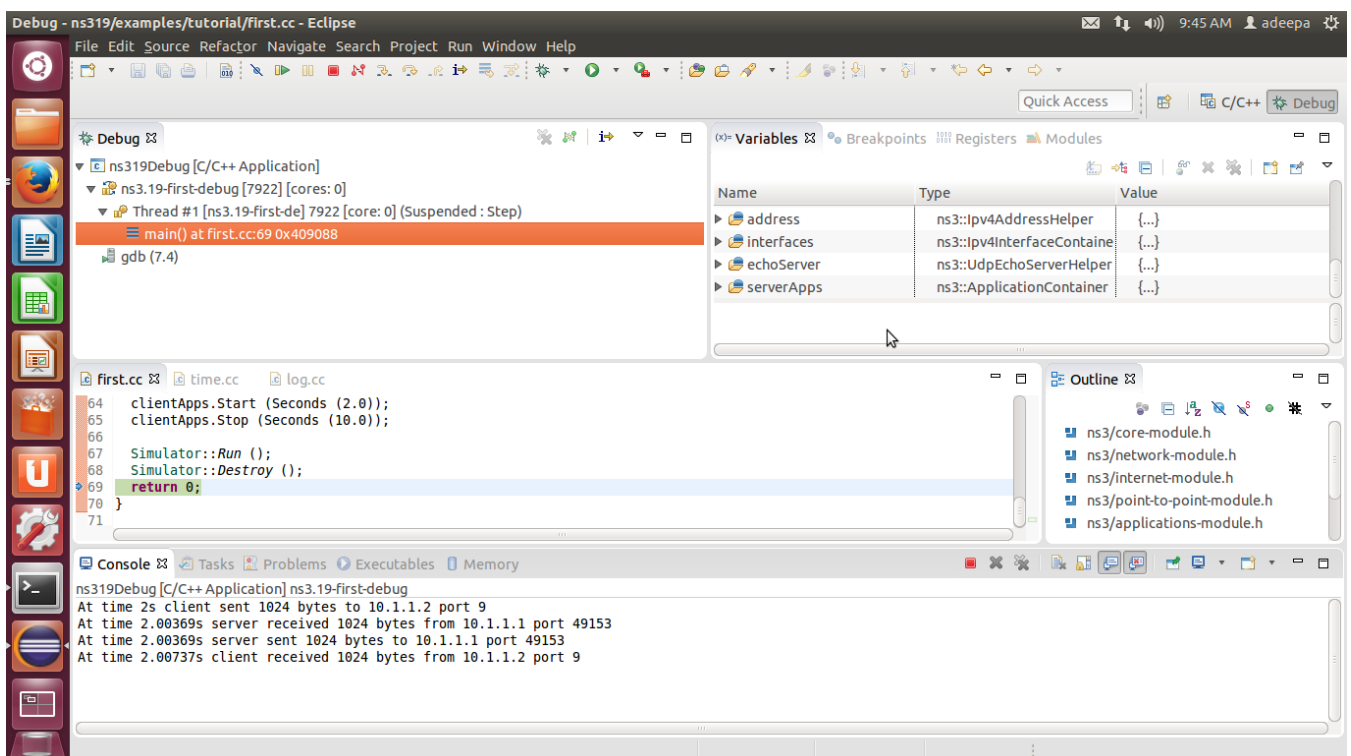 Debug - ns319/examples/tutorial/first.cc - Eclipse 9:45 AM adeepa
File Edit Source Refactor Navigate Search Project Run Window Help
Quick Access C/C++ Debug
Debug
ns319Debug [C/C++ Application]
ns3.19-first-debug [7922] [cores: 0]
Thread #1 [ns3.19-first-de] 7922 [core: 0] (Suspended : Step)
main() at first.cc:69 0x409088
gdb (7.4)
(x)= Variables Breakpoints Registers Modules
Name Type Value
address ns3::Ipv4AddressHelper {...}
interfaces ns3::Ipv4InterfaceContaine {...}
echoServer ns3::UdpEchoServerHelper {...}
serverApps ns3::ApplicationContainer {...}
first.cc time.cc log.cc
64 clientApps.Start (Seconds (2.0));
65 clientApps.Stop (Seconds (10.0));
66
67 Simulator::Run ();
68 Simulator::Destroy ();
69 return 0;
70 }
71
Outline
ns3/core-module.h
ns3/network-module.h
ns3/internet-module.h
ns3/point-to-point-module.h
ns3/applications-module.h
Console Tasks Problems Executables Memory
ns319Debug [C/C++ Application] ns3.19-first-debug
At time 2s client sent 1024 bytes to 10.1.1.2 port 9
At time 2.00369s server received 1024 bytes from 10.1.1.1 port 49153
At time 2.00369s server sent 1024 bytes to 10.1.1.1 port 49153
At time 2.00737s client received 1024 bytes from 10.1.1.2 port 9